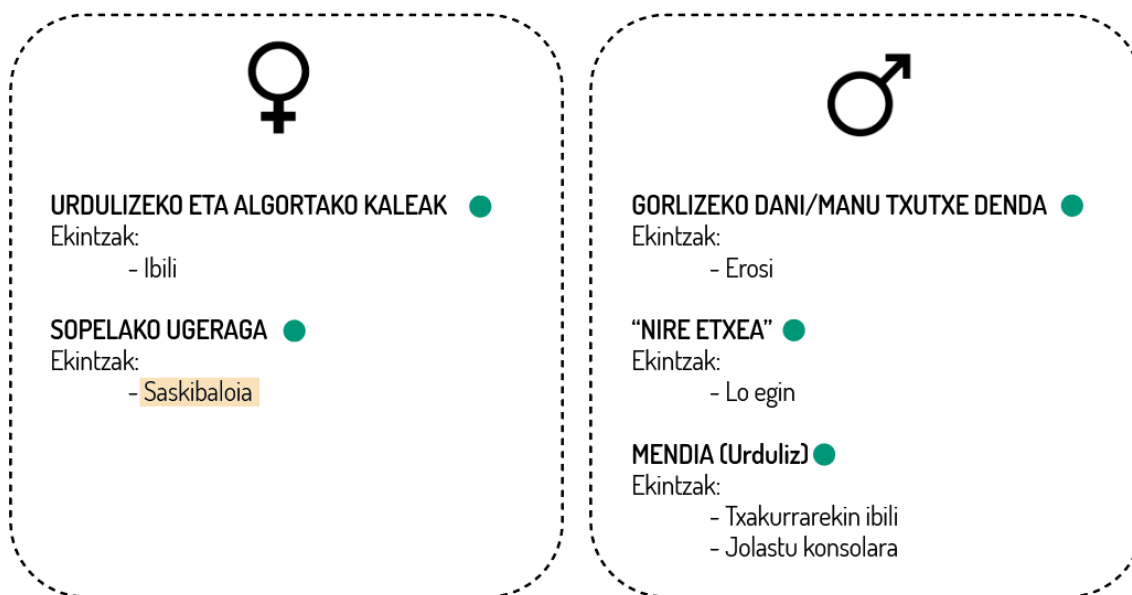 URDULIZEKO ETA ALGORTAKO KALEAK
Ekintzak:
- Ibili
SOPELAKO UGERAGA
Ekintzak:
- Saskibaloia
GORLIZEKO DANI/MANU TXUTXE DENDA
Ekintzak:
- Erosi
“NIRE ETXEA”
Ekintzak:
- Lo egin
MENDIA (Urduliz)
Ekintzak:
- Txakurrarekin ibili
- Jolastu konsolara